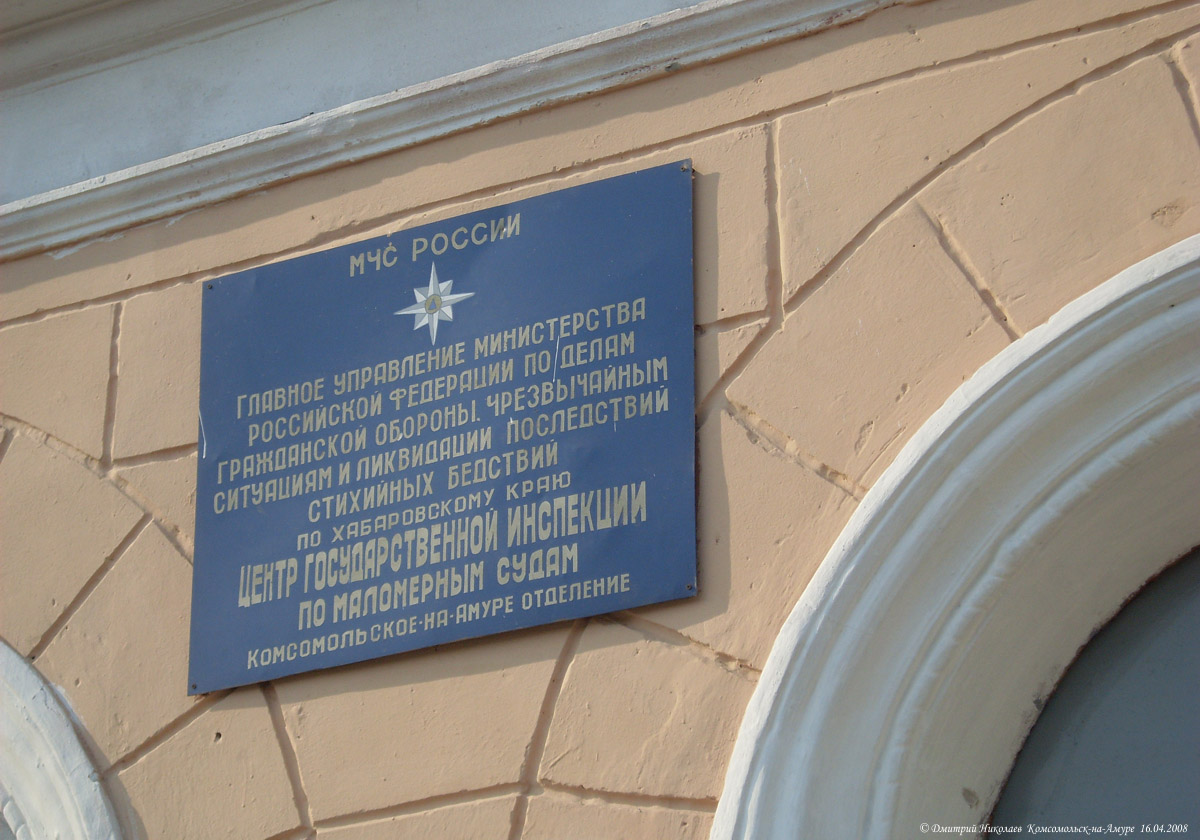 МЧС РОССИИ
ГЛАВНОЕ УПРАВЛЕНИЕ МИНИСТЕРСТВА
РОССИЙСКОЙ ФЕДЕРАЦИИ ПО ДЕЛАМ
ГРАЖДАНСКОЙ ОБОРОНЫ. ЧРЕЗВЫЧАЙНЫМ
СИТУАЦИЯМ И ЛИКВИДАЦИИ ПОСЛЕДСТВИЙ
СТИХИЙНЫХ БЕДСТВИЙ
ПО ХАБАРОВСКОМУ КРАЮ
ЦЕНТР ГОСУДАРСТВЕННОЙ ИНСПЕКЦИИ
ПО МАЛОМЕРНЫМ СУДАМ
КОМСОМОЛЬСКОЕ-НА-АМУРЕ ОТДЕЛЕНИЕ
© Дмитрий Николаев Комсомольск-на-Амуре 16.04.2008